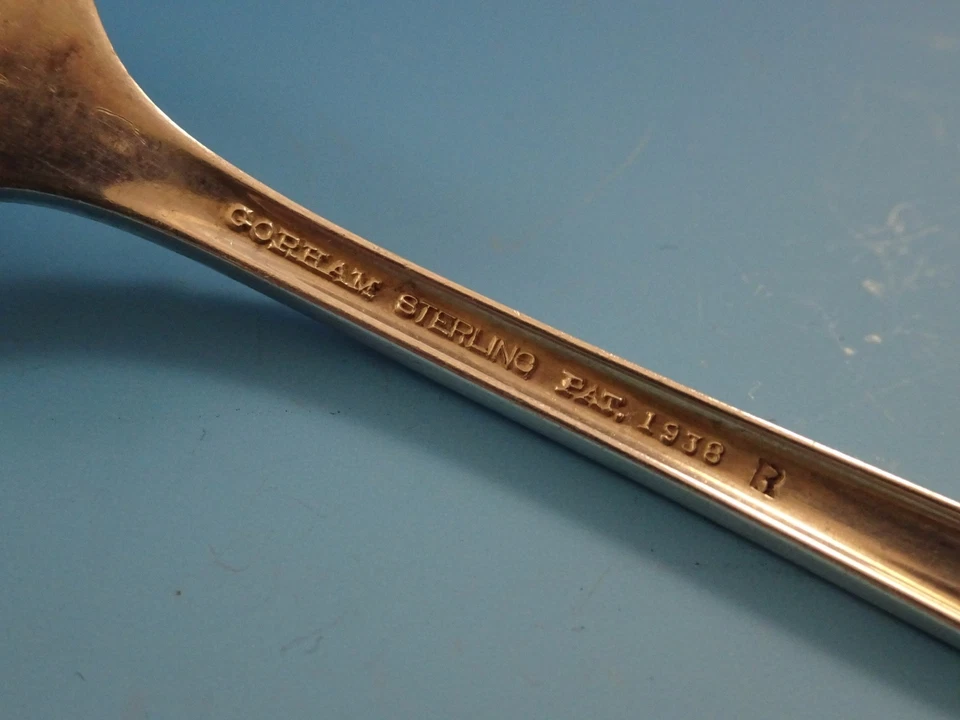 GORHAM STERLING PAT. 1938 R